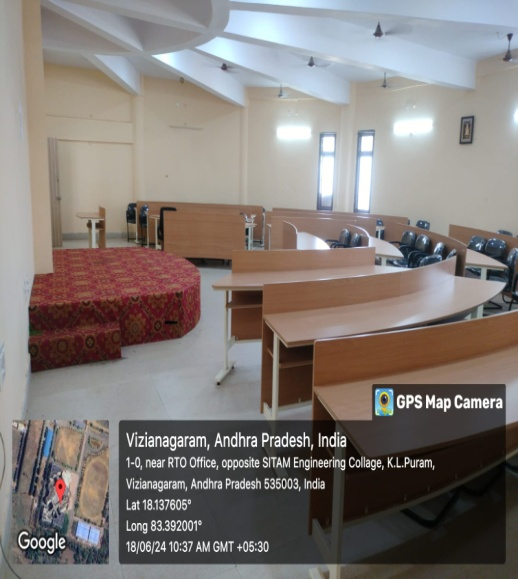 GPS Map Camera
Vizianagaram, Andhra Pradesh, India
1-0, near RTO Office, opposite SITAM Engineering Collage, K.L.Puram,
Vizianagaram, Andhra Pradesh 535003, India
Lat 18.137605°
Long 83.392001°
18/06/24 10:37 AM GMT +05:30
Google